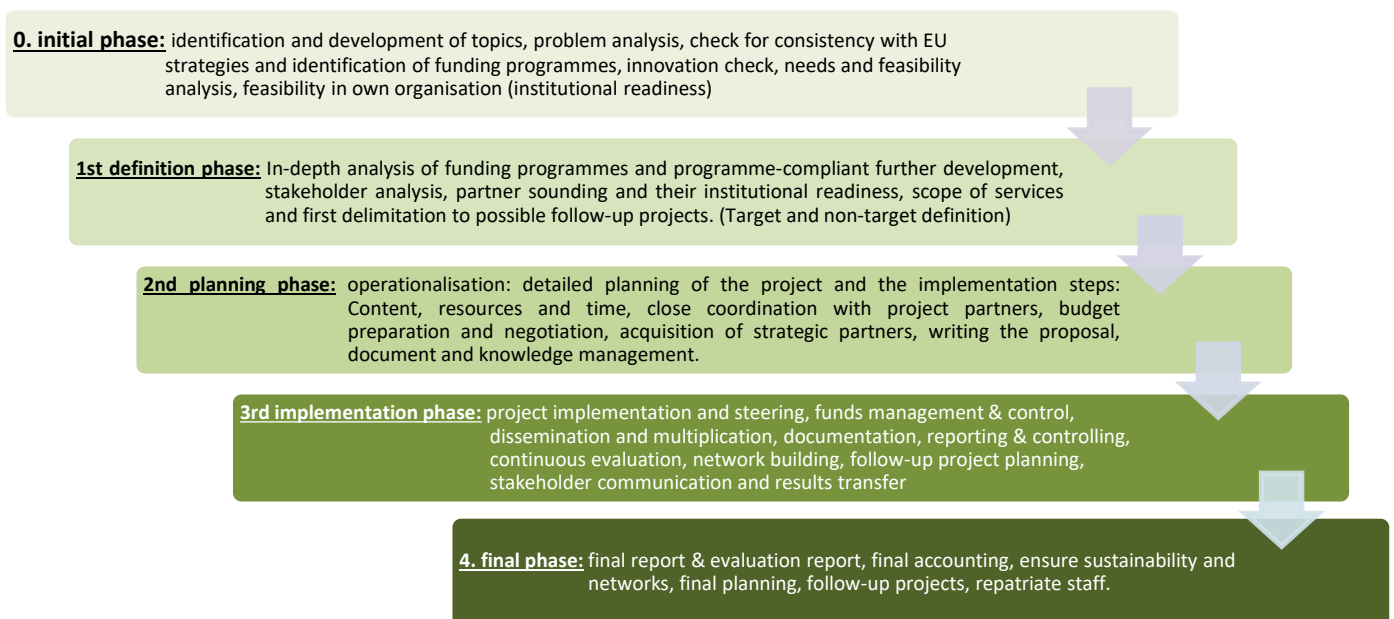 0. initial phase: identification and development of topics, problem analysis, check for consistency with EU
strategies and identification of funding programmes, innovation check, needs and feasibility
analysis, feasibility in own organisation (institutional readiness)
1st definition phase: In-depth analysis of funding programmes and programme-compliant further development,
stakeholder analysis, partner sounding and their institutional readiness, scope of services
and first delimitation to possible follow-up projects. (Target and non-target definition)
2nd planning phase: operationalisation: detailed planning of the project and the implementation steps:
Content, resources and time, close coordination with project partners, budget
preparation and negotiation, acquisition of strategic partners, writing the proposal,
document and knowledge management.
3rd implementation phase: project implementation and steering, funds management & control,
dissemination and multiplication, documentation, reporting & controlling,
continuous evaluation, network building, follow-up project planning,
stakeholder communication and results transfer
4. final phase: final report & evaluation report, final accounting, ensure sustainability and
networks, final planning, follow-up projects, repatriate staff.